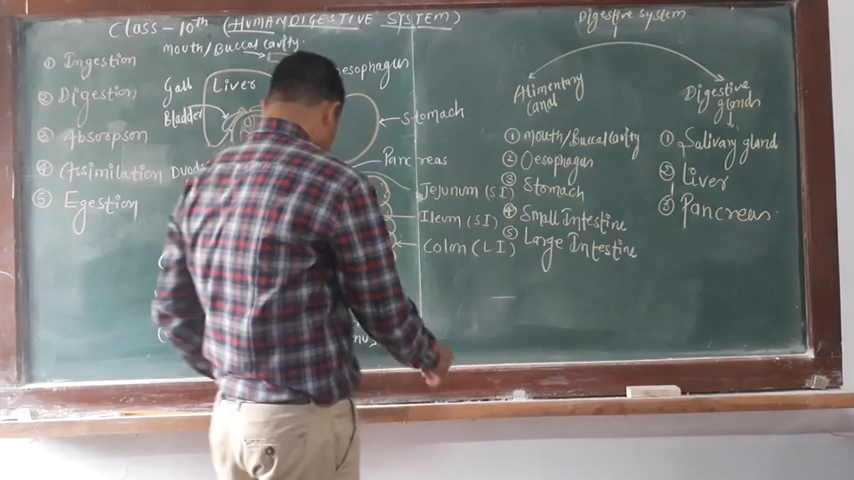 Class - 10th (HUMAN DIGESTIVE SYSTEM)
① Ingestion
② Digestion
③ Absorpson
④ Assimilation
⑤ Egestion
Mouth/Buccal cavity
Gall
Bladder
Liver
oesophagus
Stomach
Pancreas
Jejunum (SI)
Ileum (SI)
Colon (LI)
Digestive system
Alimentary
canal
① Mouth/Buccal Cavity
② Oesophagus
③ Stomach
④ Small Intestine
⑤ Large Intestine
Digestive
glands
① Salivary gland
② Liver
③ Pancreas